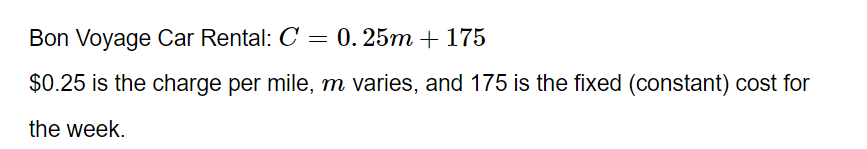 Bon Voyage Car Rental: C = 0.25m + 175
$0.25 is the charge per mile, m varies, and 175 is the fixed (constant) cost for
the week.